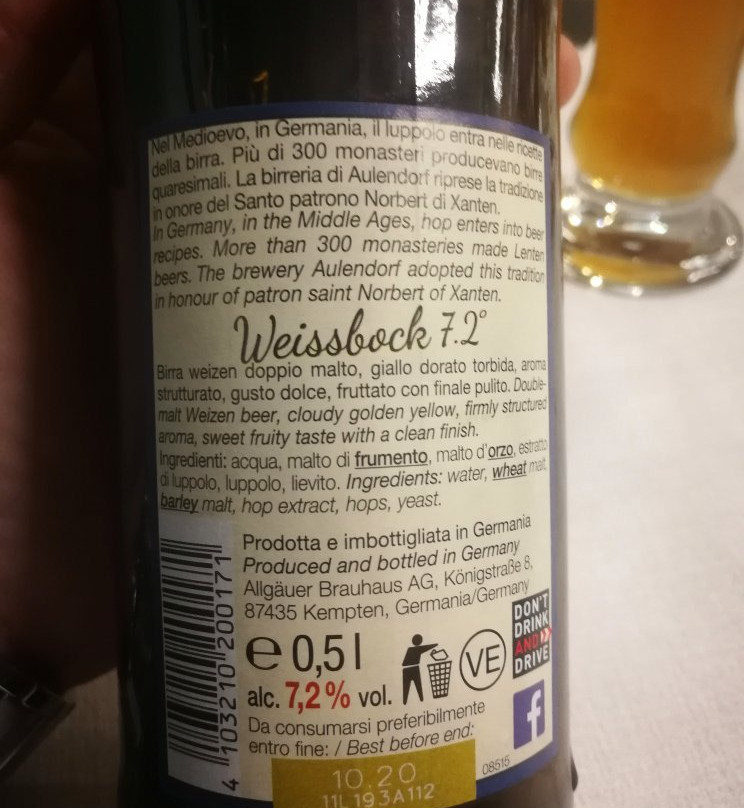 Nel Medioevo, in Germania, il luppolo entra nelle ricette
della birra. Più di 300 monasteri producevano birre
quaresimali. La birreria di Aulendorf riprese la tradizione
in onore del Santo patrono Norbert di Xanten.
In Germany, in the Middle Ages, hop enters into beer
recipes. More than 300 monasteries made Lenten
beers. The brewery Aulendorf adopted this tradition
in honour of patron saint Norbert of Xanten.
Weissbock 7.2°
Birra weizen doppio malto, giallo dorato torbida, aroma
strutturato, gusto dolce, fruttato con finale pulito. Double-
malt Weizen beer, cloudy golden yellow, firmly structured
aroma, sweet fruity taste with a clean finish.
Ingredienti: acqua, malto di frumento, malto d'orzo, estratto
di luppolo, luppolo, lievito. Ingredients: water, wheat malt,
barley malt, hop extract, hops, yeast.
Prodotta e imbottigliata in Germania
Produced and bottled in Germany
Allgäuer Brauhaus AG, Königstraße 8,
87435 Kempten, Germania/Germany
e 0,5 l
alc. 7,2% vol.
VE
DON'T
DRINK
AND
DRIVE
f
Da consumarsi preferibilmente
entro fine: / Best before end:
08515
4 103210 200171
10.20
11L 193A112